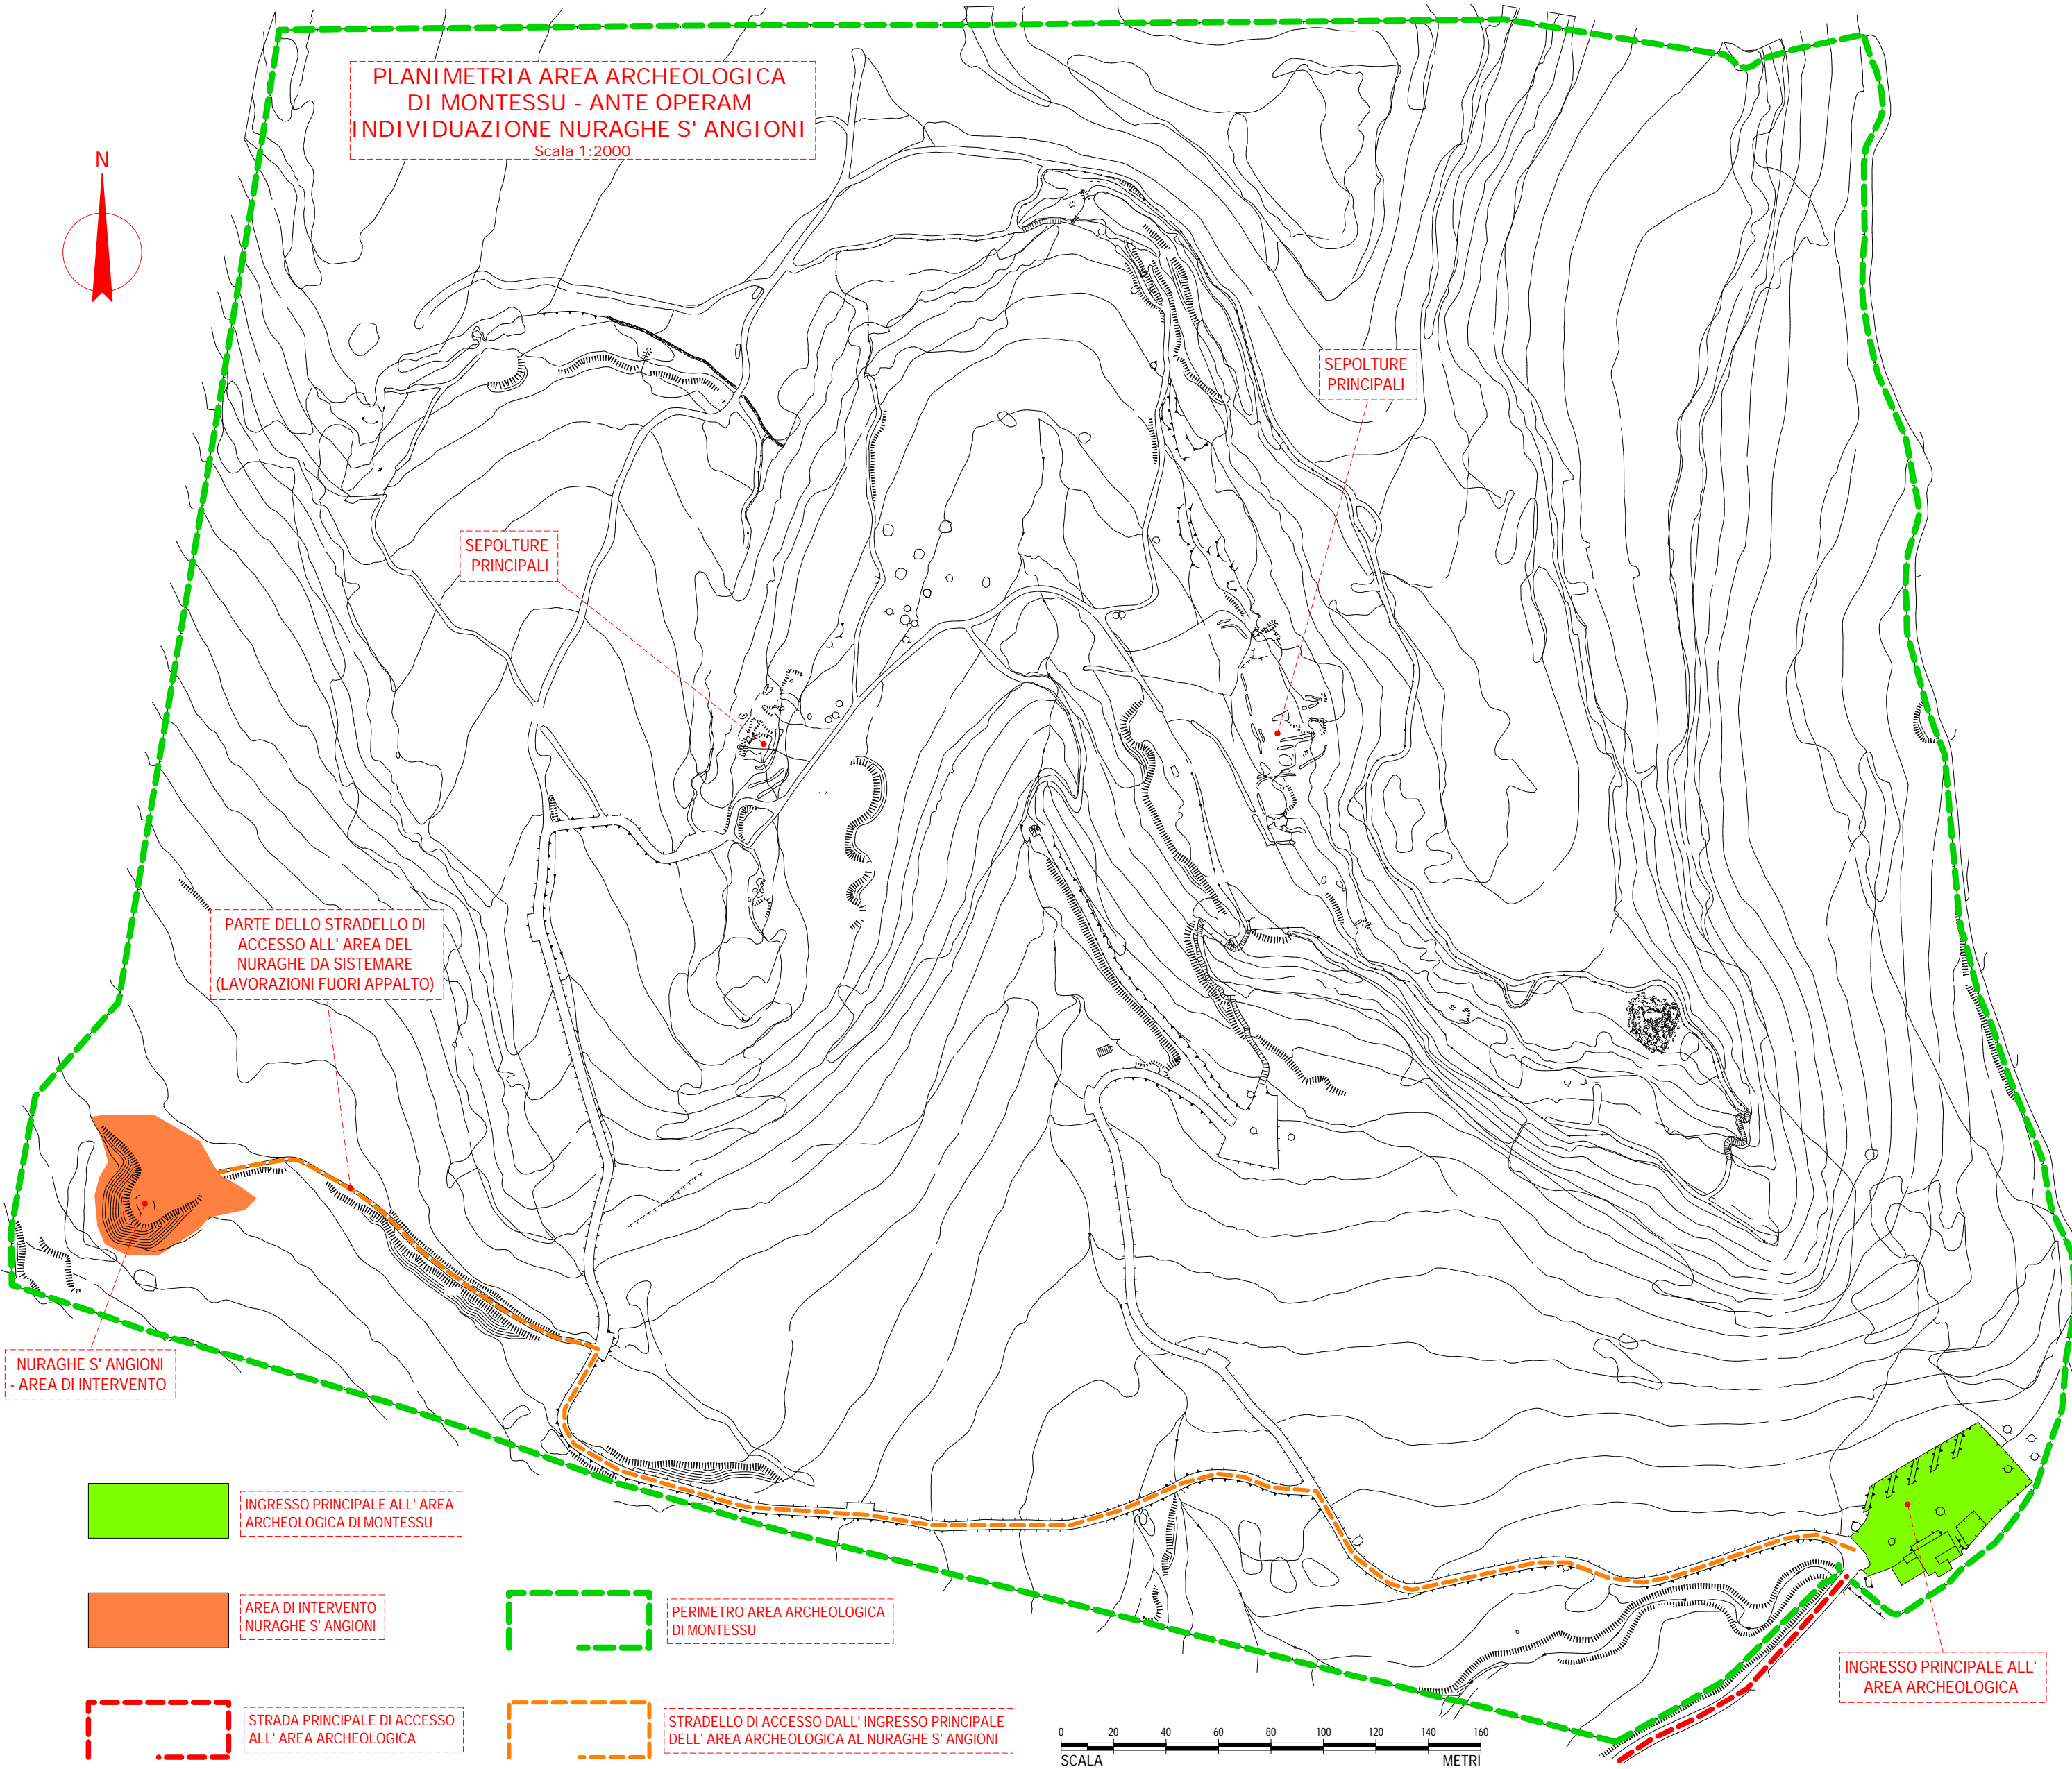 PLANIMETRIA AREA ARCHEOLOGICA
DI MONTESSU - ANTE OPERAM
INDIVIDUAZIONE NURAGHE S' ANGIONI
Scala 1:2000
N
SEPOLTURE
PRINCIPALI
SEPOLTURE
PRINCIPALI
PARTE DELLO STRADELLO DI
ACCESSO ALL' AREA DEL
NURAGHE DA SISTEMARE
(LAVORAZIONI FUORI APPALTO)
NURAGHE S' ANGIONI
- AREA DI INTERVENTO
INGRESSO PRINCIPALE ALL' AREA
ARCHEOLOGICA DI MONTESSU
AREA DI INTERVENTO
NURAGHE S' ANGIONI
PERIMETRO AREA ARCHEOLOGICA
DI MONTESSU
STRADA PRINCIPALE DI ACCESSO
ALL' AREA ARCHEOLOGICA
STRADELLO DI ACCESSO DALL' INGRESSO PRINCIPALE
DELL' AREA ARCHEOLOGICA AL NURAGHE S' ANGIONI
INGRESSO PRINCIPALE ALL'
AREA ARCHEOLOGICA
0 20 40 60 80 100 120 140 160
SCALA METRI